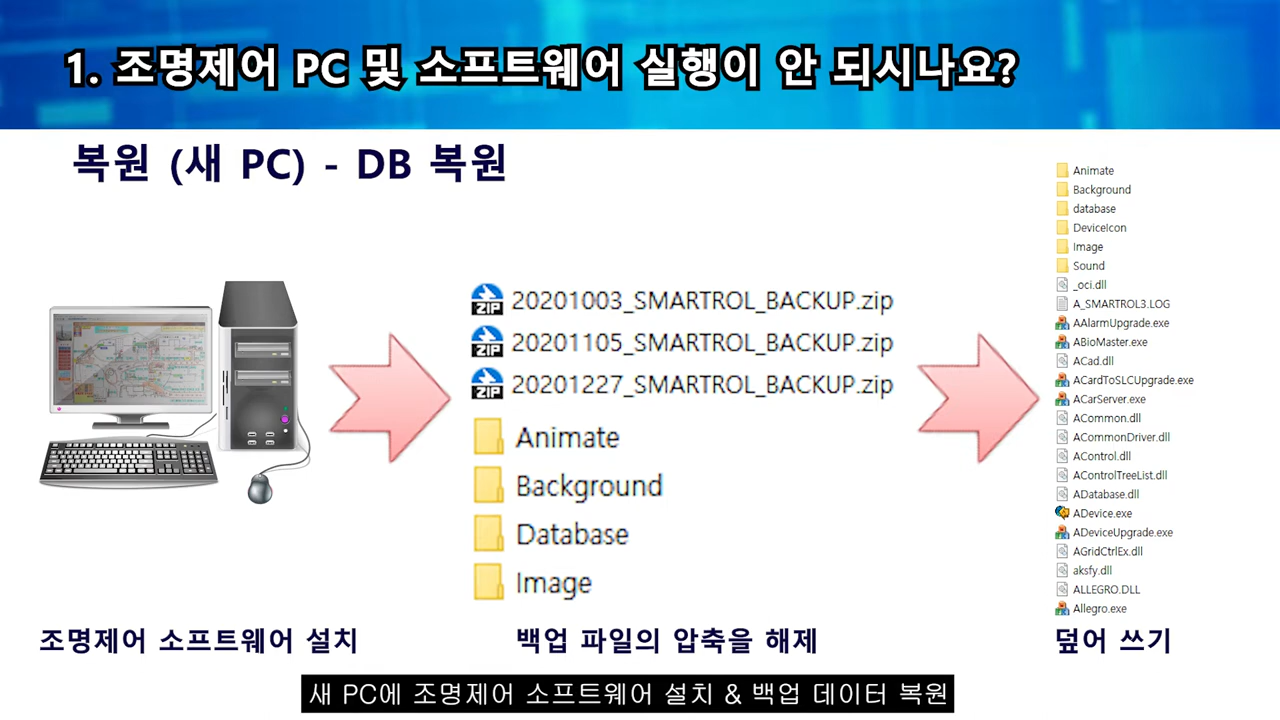 1. 조명제어 PC 및 소프트웨어 실행이 안 되시나요?
복원 (새 PC) - DB 복원
조명제어 소프트웨어 설치
ZIP 20201003_SMARTROL_BACKUP.zip
ZIP 20201105_SMARTROL_BACKUP.zip
ZIP 20201227_SMARTROL_BACKUP.zip
Animate
Background
Database
Image
백업 파일의 압축을 해제
Animate
Background
database
DeviceIcon
Image
Sound
_oci.dll
A_SMARTROL3.LOG
AAlarmUpgrade.exe
ABioMaster.exe
ACad.dll
ACardToSLCUpgrade.exe
ACarServer.exe
ACommon.dll
ACommonDriver.dll
AControl.dll
AControlTreeList.dll
ADatabase.dll
ADevice.exe
ADeviceUpgrade.exe
AGridCtrlEx.dll
aksfy.dll
ALLEGRO.DLL
Allegro.exe
덮어 쓰기
새 PC에 조명제어 소프트웨어 설치 & 백업 데이터 복원